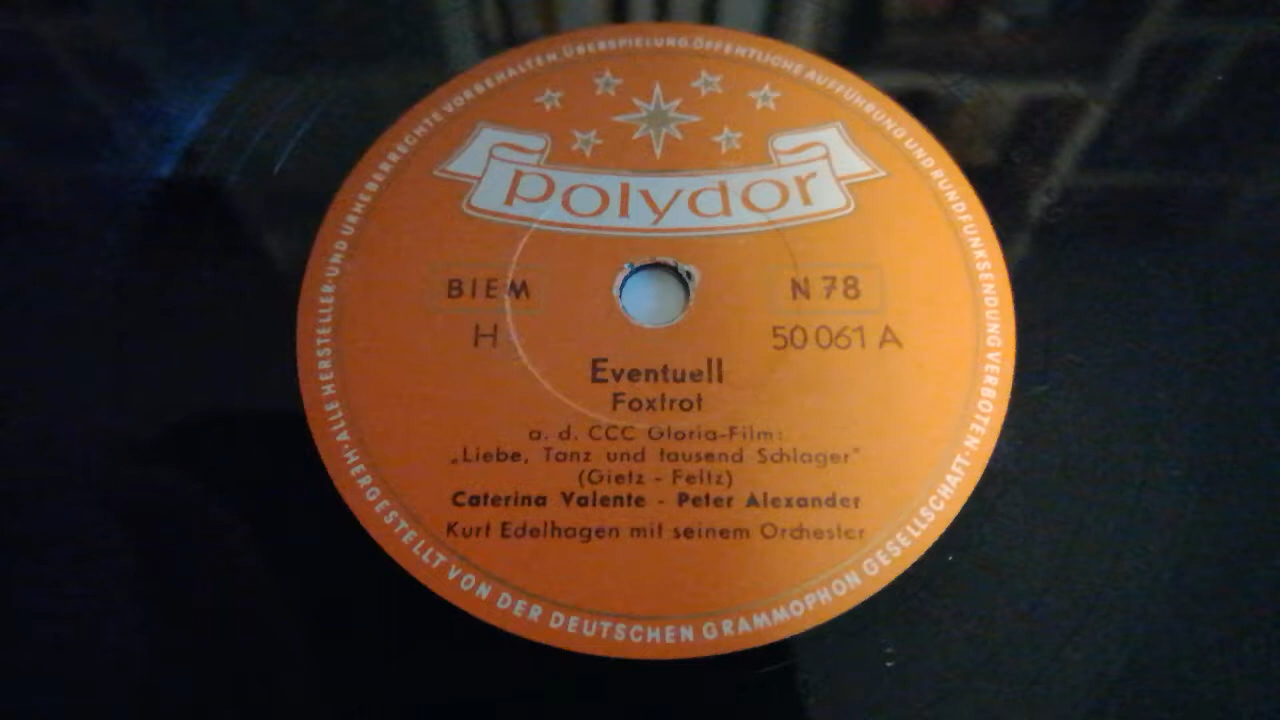 polydor
BIEM
N 78
H
50 061 A
Eventuell
Foxtrot
a. d. CCC Gloria-Film:
„Liebe, Tanz und tausend Schlager"
(Gietz - Feltz)
Caterina Valente - Peter Alexander
Kurt Edelhagen mit seinem Orchester
·HERGESTELLT VON DER DEUTSCHEN GRAMMOPHON GESELLSCHAFT·
ALLE HERSTELLER-UND URHEBERRECHTE VORBEHALTEN. ÜBERSPIELUNG. ÖFFENTLICHE AUFFÜHRUNG UND RUNDFUNKSENDUNG VERBOTEN